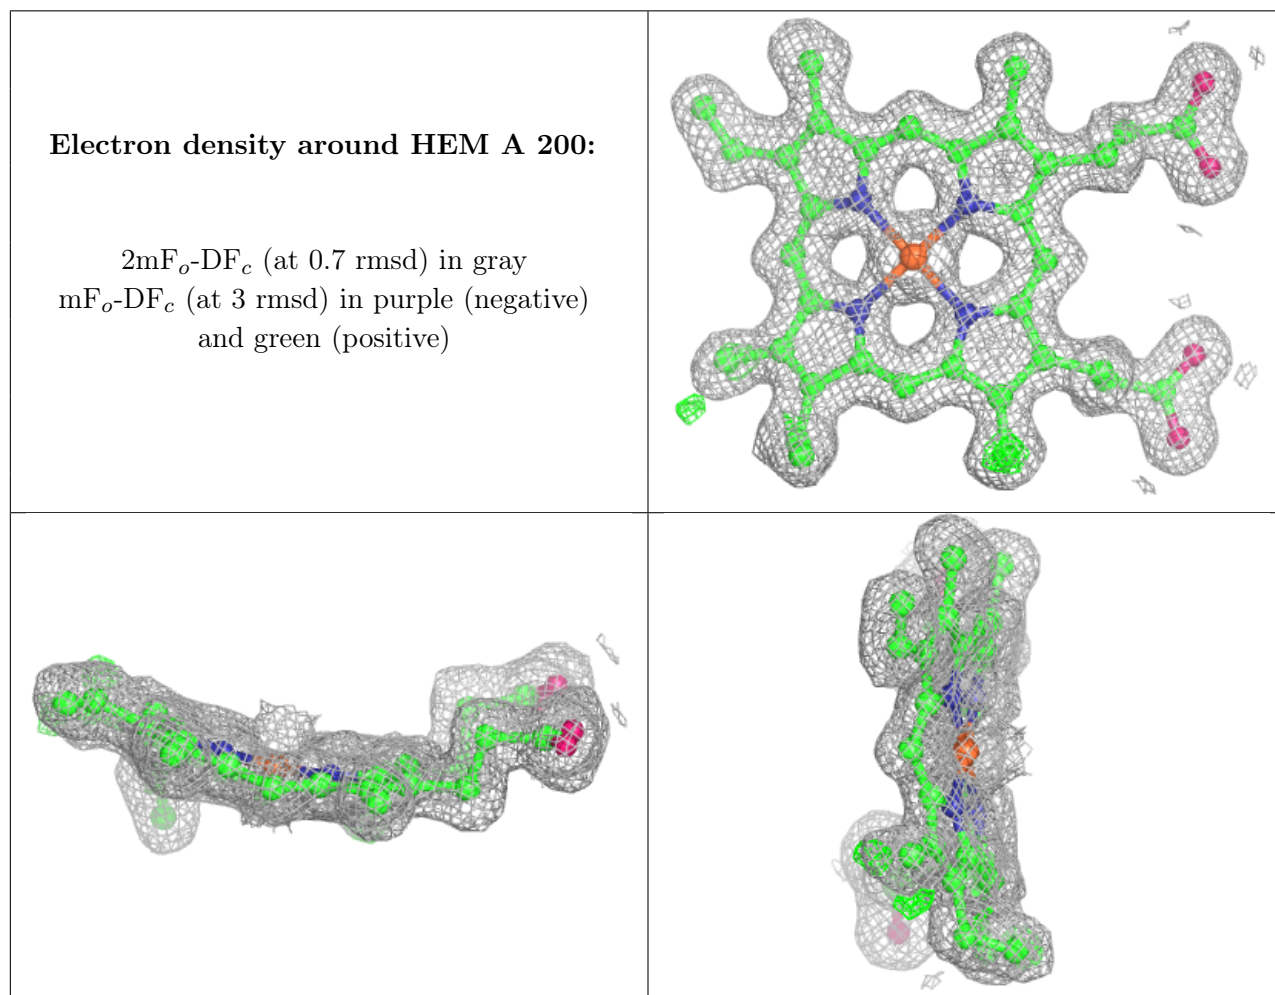 Electron density around HEM A 200:
2mFo-DFc (at 0.7 rmsd) in gray
mFo-DFc (at 3 rmsd) in purple (negative)
and green (positive)